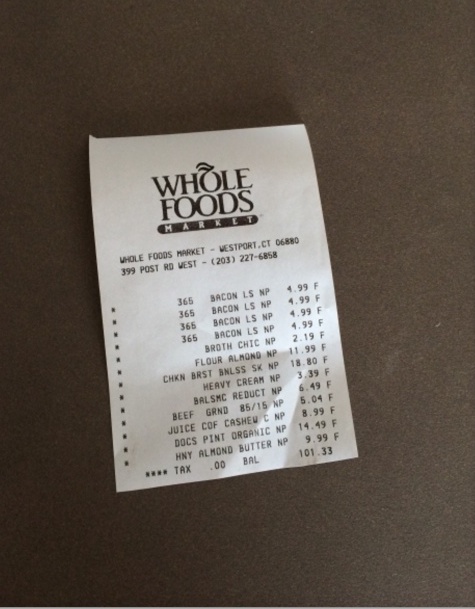 WHOLE
FOODS
MARKET
WHOLE FOODS MARKET - WESTPORT,CT 06880
399 POST RD WEST - (203) 227-6858
365 BACON LS NP 4.99 F
365 BACON LS NP 4.99 F
365 BACON LS NP 4.99 F
365 BACON LS NP 4.99 F
BROTH CHIC NP 2.19 F
FLOUR ALMOND NP 11.99 F
CHKN BRST BNLSS SK NP 18.80 F
HEAVY CREAM NP 3.39 F
BALSMC REDUCT NP 6.49 F
BEEF GRND 85/15 NP 5.04 F
JUICE COF CASHEW C NP 8.99 F
DOCS PINT ORGANIC NP 14.49 F
HNY ALMOND BUTTER NP 9.99 F
**** TAX .00 BAL 101.33